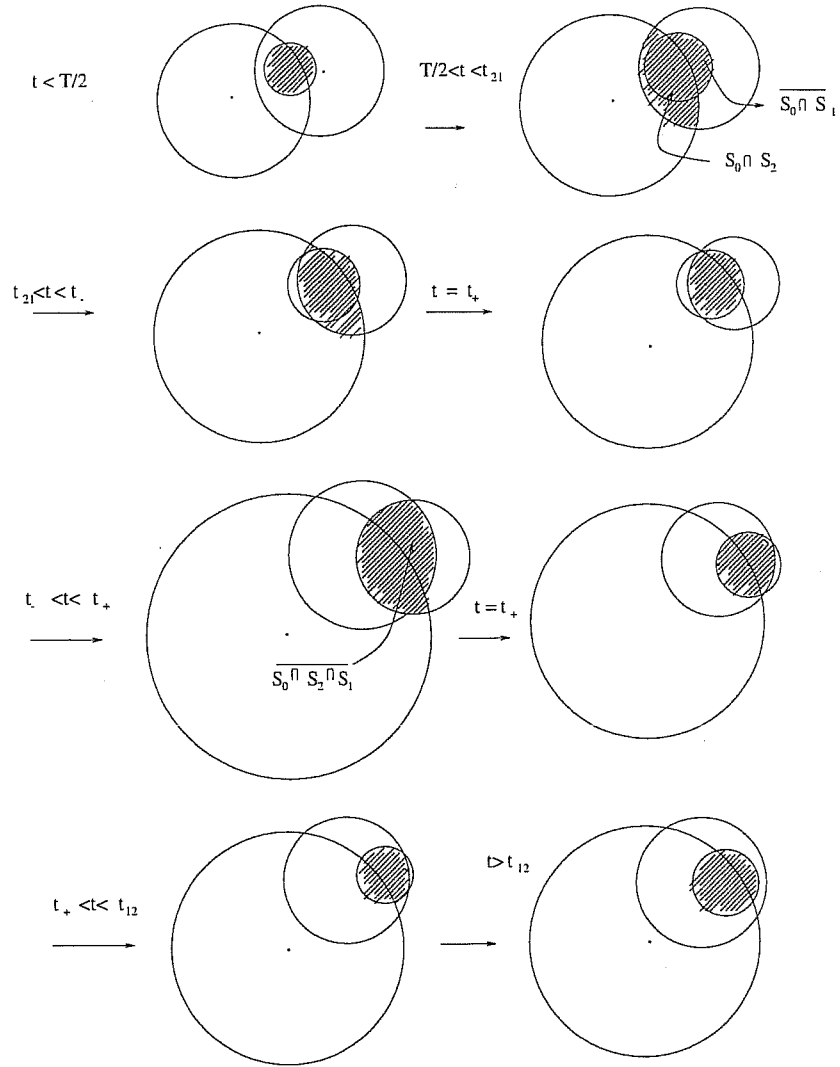 t < T/2
T/2< t < t₂₁
S₀∩ S₁
S₀∩ S₂
t₂₁<t< t₋
t = t₊
t₋ <t< t₊
t = t₊
S₀∩ S₂∩ S₁
t₊ <t< t₁₂
t> t₁₂